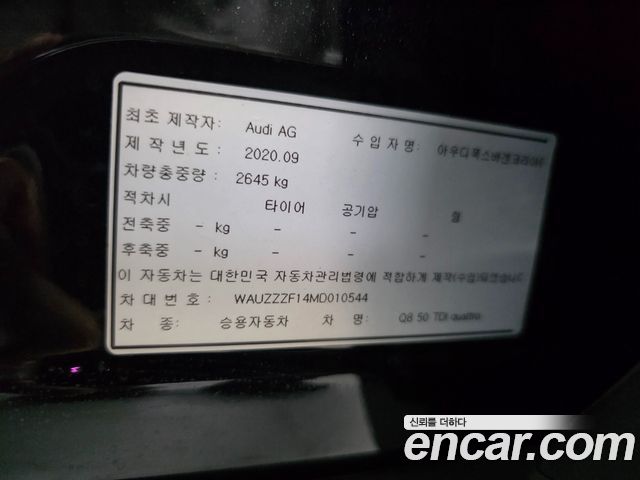 최초 제작자: Audi AG 수입자명: 아우디폭스바겐코리아㈜
제작년도: 2020.09
차량총중량: 2645 kg
적차시 타이어 공기압 림
전축중 - kg - - -
후축중 - kg - - -
이 자동차는 대한민국 자동차관리법령에 적합하게 제작(수입)되었습니다
차대번호: WAUZZZF14MD010544
차 종: 승용자동차 차 명: Q8 50 TDI quattro
신뢰를 더하다
encar.com